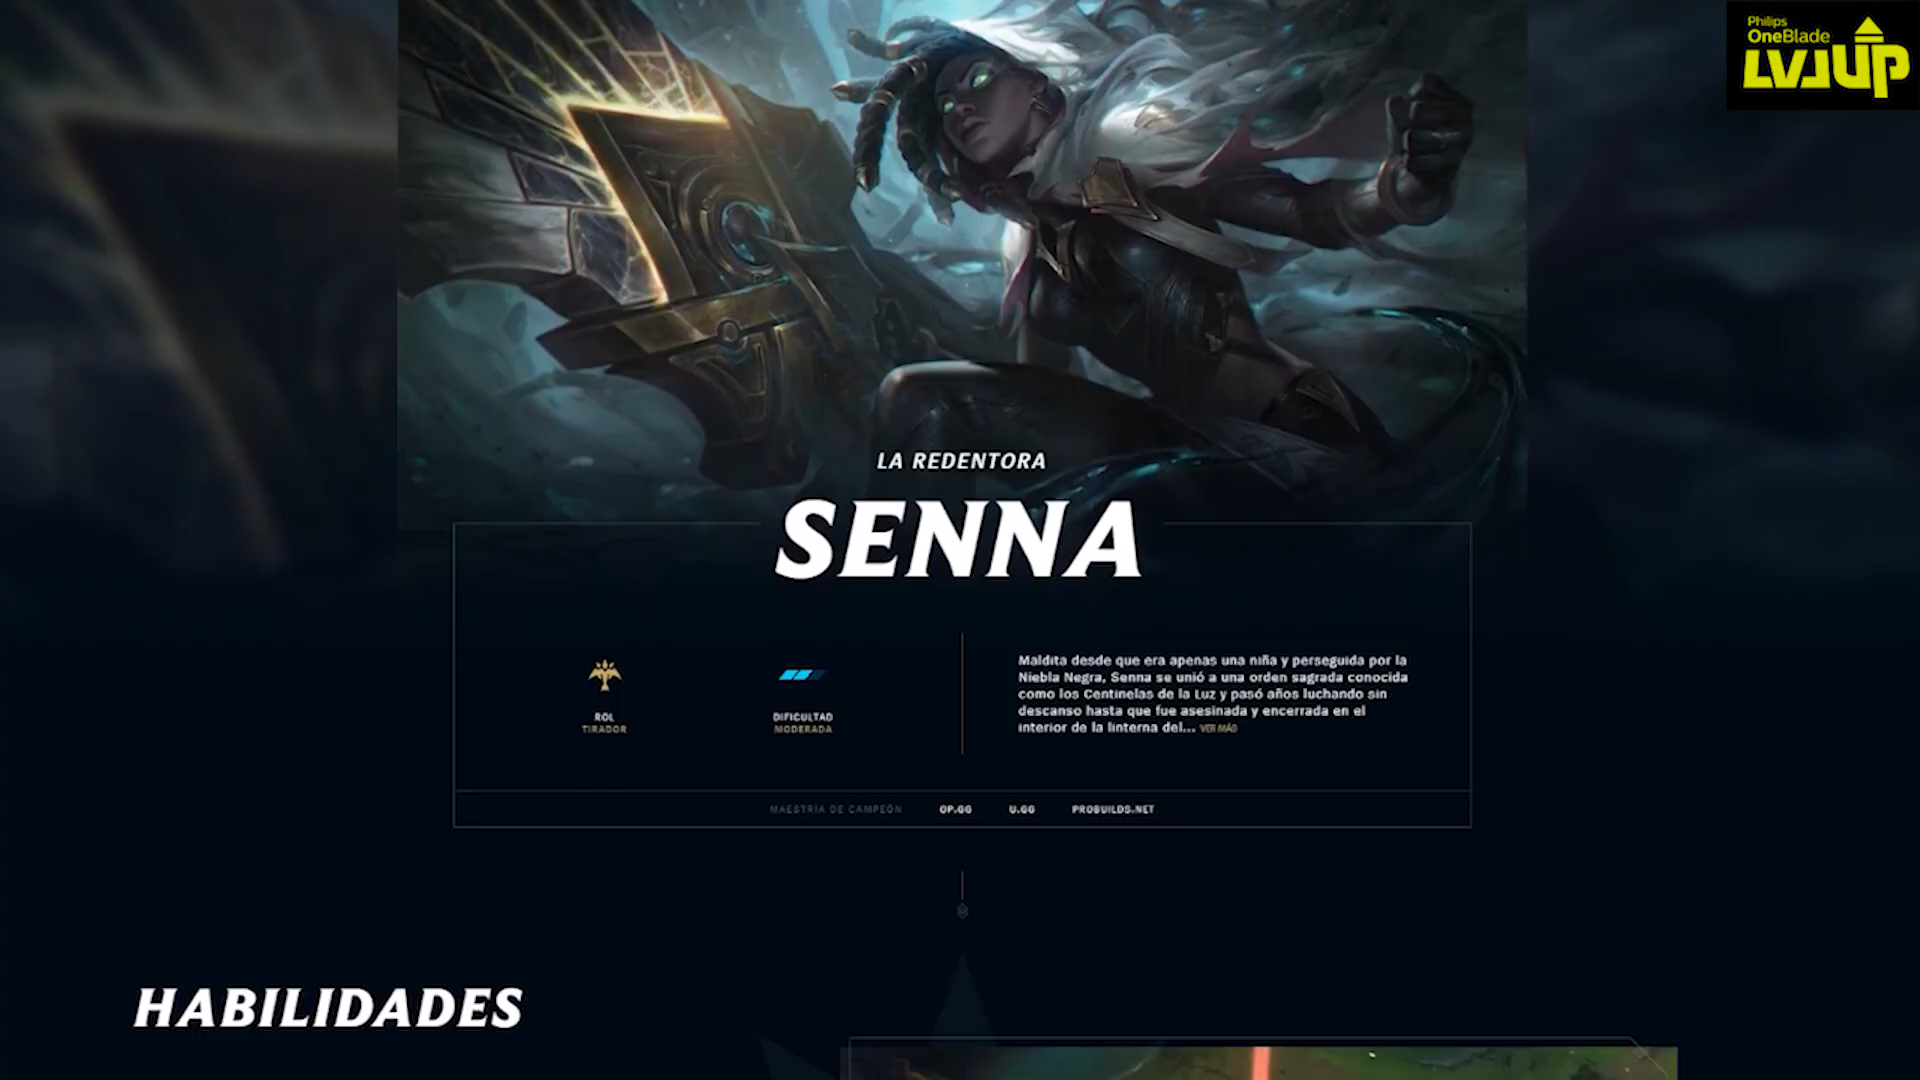 Philips
OneBlade
LVLUP
LA REDENTORA
SENNA
ROL
TIRADOR
DIFICULTAD
MODERADA
Maldita desde que era apenas una niña y perseguida por la
Niebla Negra, Senna se unió a una orden sagrada conocida
como los Centinelas de la Luz y pasó años luchando sin
descanso hasta que fue asesinada y encerrada en el
interior de la linterna del... VER MÁS
MAESTRÍA DE CAMPEÓN
OP.GG
U.GG
PROBUILDS.NET
HABILIDADES